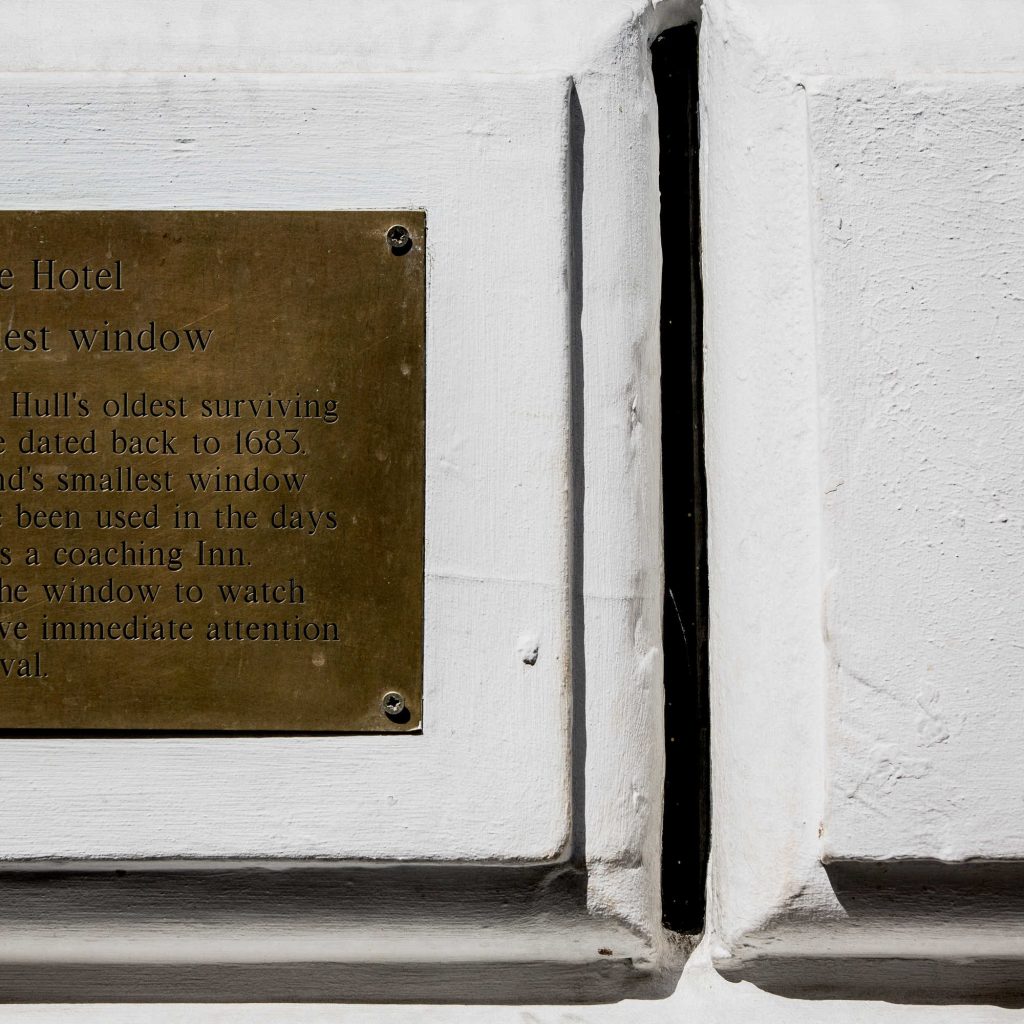 e Hotel
lest window
Hull's oldest surviving
e dated back to 1683.
nd's smallest window
e been used in the days
s a coaching Inn.
he window to watch
ve immediate attention
val.